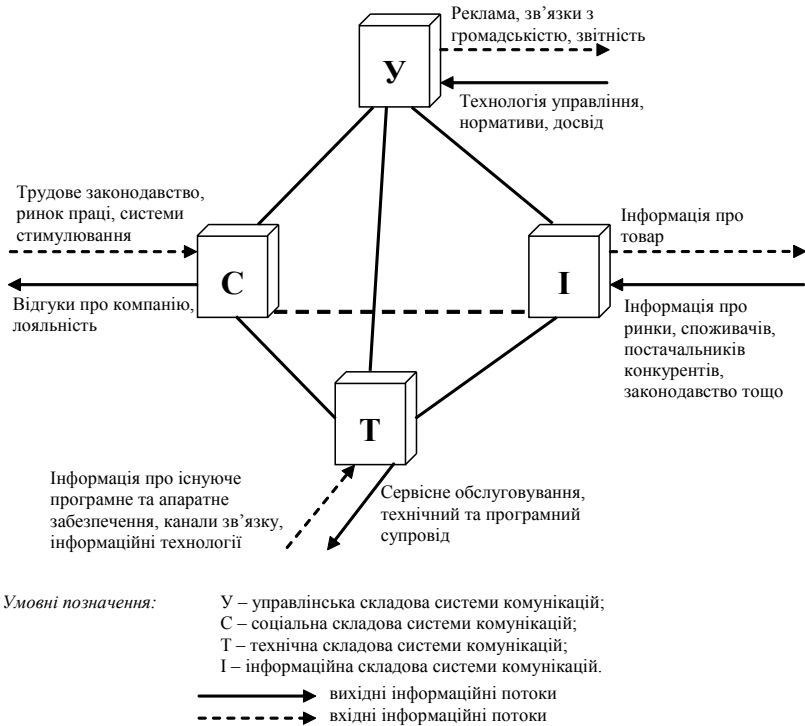 Реклама, зв’язки з
громадськістю, звітність
У
Технологія управління,
нормативи, досвід
Трудове законодавство,
ринок праці, системи
стимулювання
Інформація про
товар
С
І
Відгуки про компанію,
лояльність
Інформація про
ринки, споживачів,
постачальників
конкурентів,
законодавство тощо
Т
Інформація про існуюче
програмне та апаратне
забезпечення, канали зв’язку,
інформаційні технології
Сервісне обслуговування,
технічний та програмний
супровід
Умовні позначення:
У – управлінська складова системи комунікацій;
С – соціальна складова системи комунікацій;
Т – технічна складова системи комунікацій;
І – інформаційна складова системи комунікацій.
вихідні інформаційні потоки
вхідні інформаційні потоки